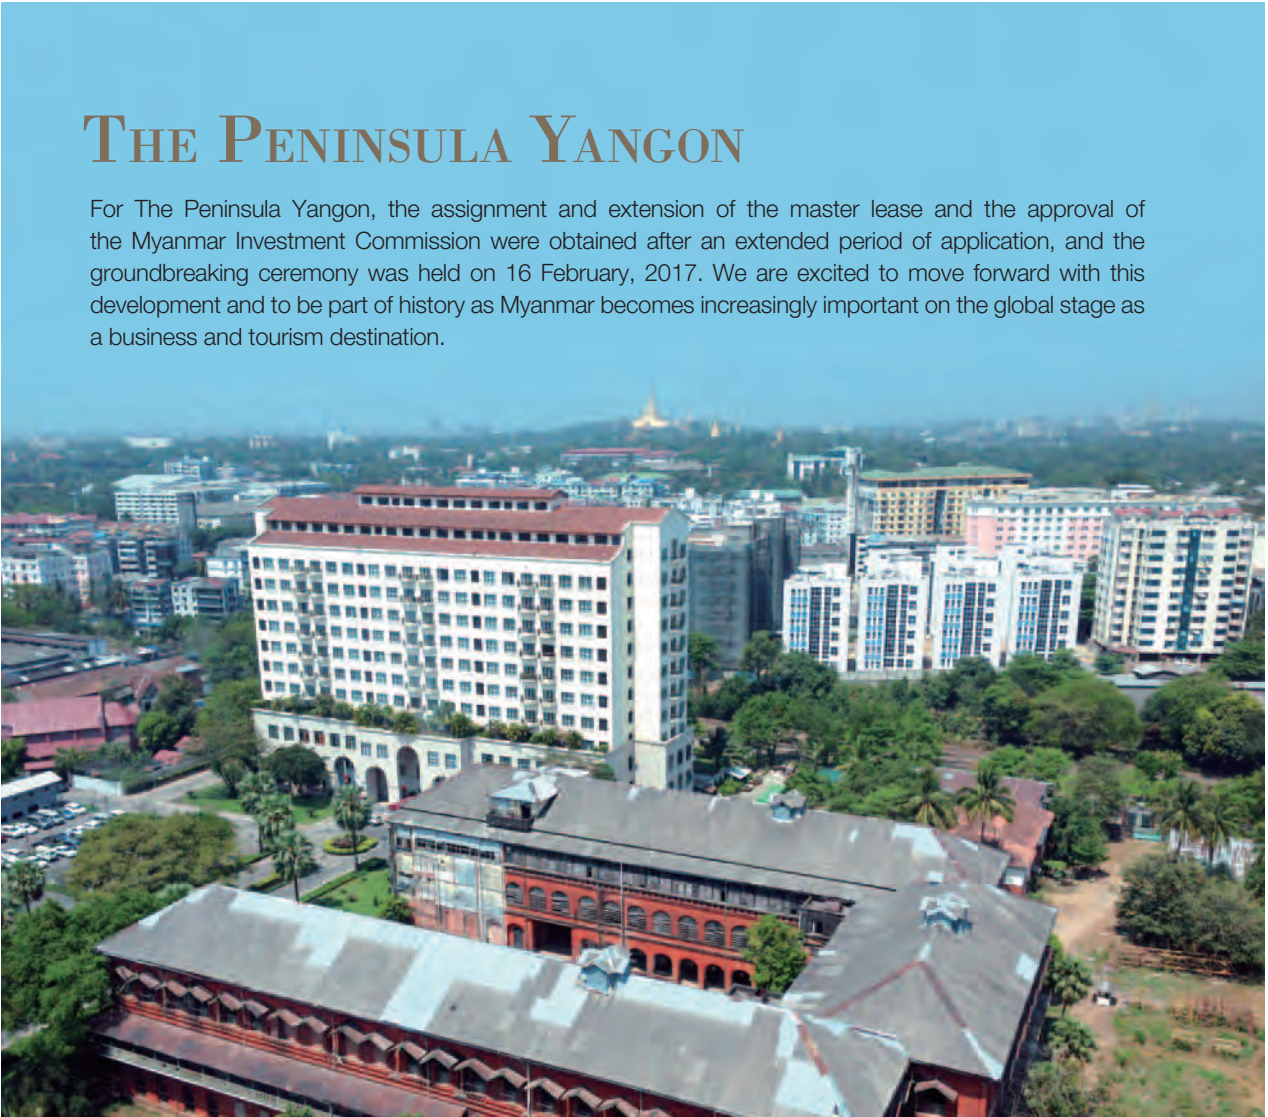 THE PENINSULA YANGON
For The Peninsula Yangon, the assignment and extension of the master lease and the approval of
the Myanmar Investment Commission were obtained after an extended period of application, and the
groundbreaking ceremony was held on 16 February, 2017. We are excited to move forward with this
development and to be part of history as Myanmar becomes increasingly important on the global stage as
a business and tourism destination.